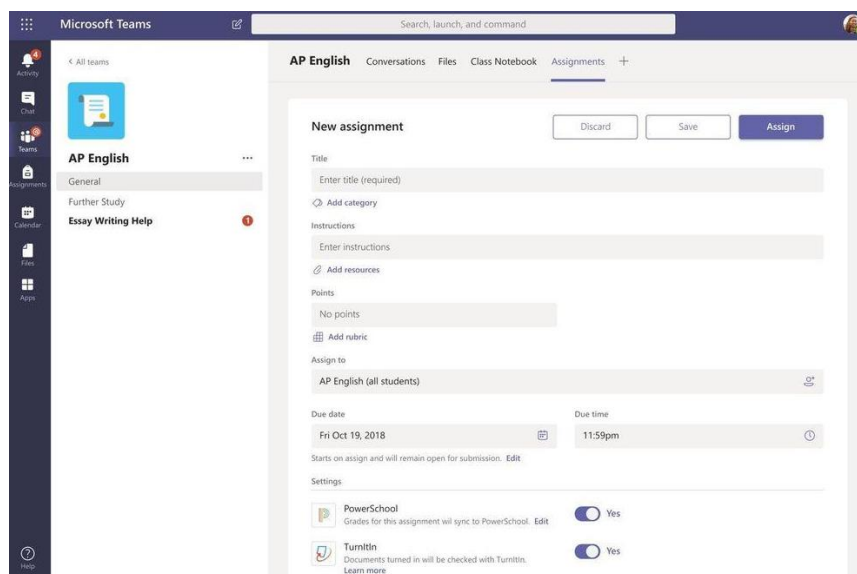 Microsoft Teams
Search, launch, and command
4
Activity
Chat
@
Teams
Assignments
Calendar
Files
Apps
Help
< All teams
AP English
...
General
Further Study
Essay Writing Help 1
AP English Conversations Files Class Notebook Assignments +
New assignment Discard Save Assign
Title
Enter title (required)
Add category
Instructions
Enter instructions
Add resources
Points
No points
Add rubric
Assign to
AP English (all students)
Due date Due time
Fri Oct 19, 2018 11:59pm
Starts on assign and will remain open for submission. Edit
Settings
PowerSchool
Grades for this assignment wil sync to PowerSchool. Edit Yes
TurnItIn
Documents turned in will be checked with TurnItIn. Yes
Learn more